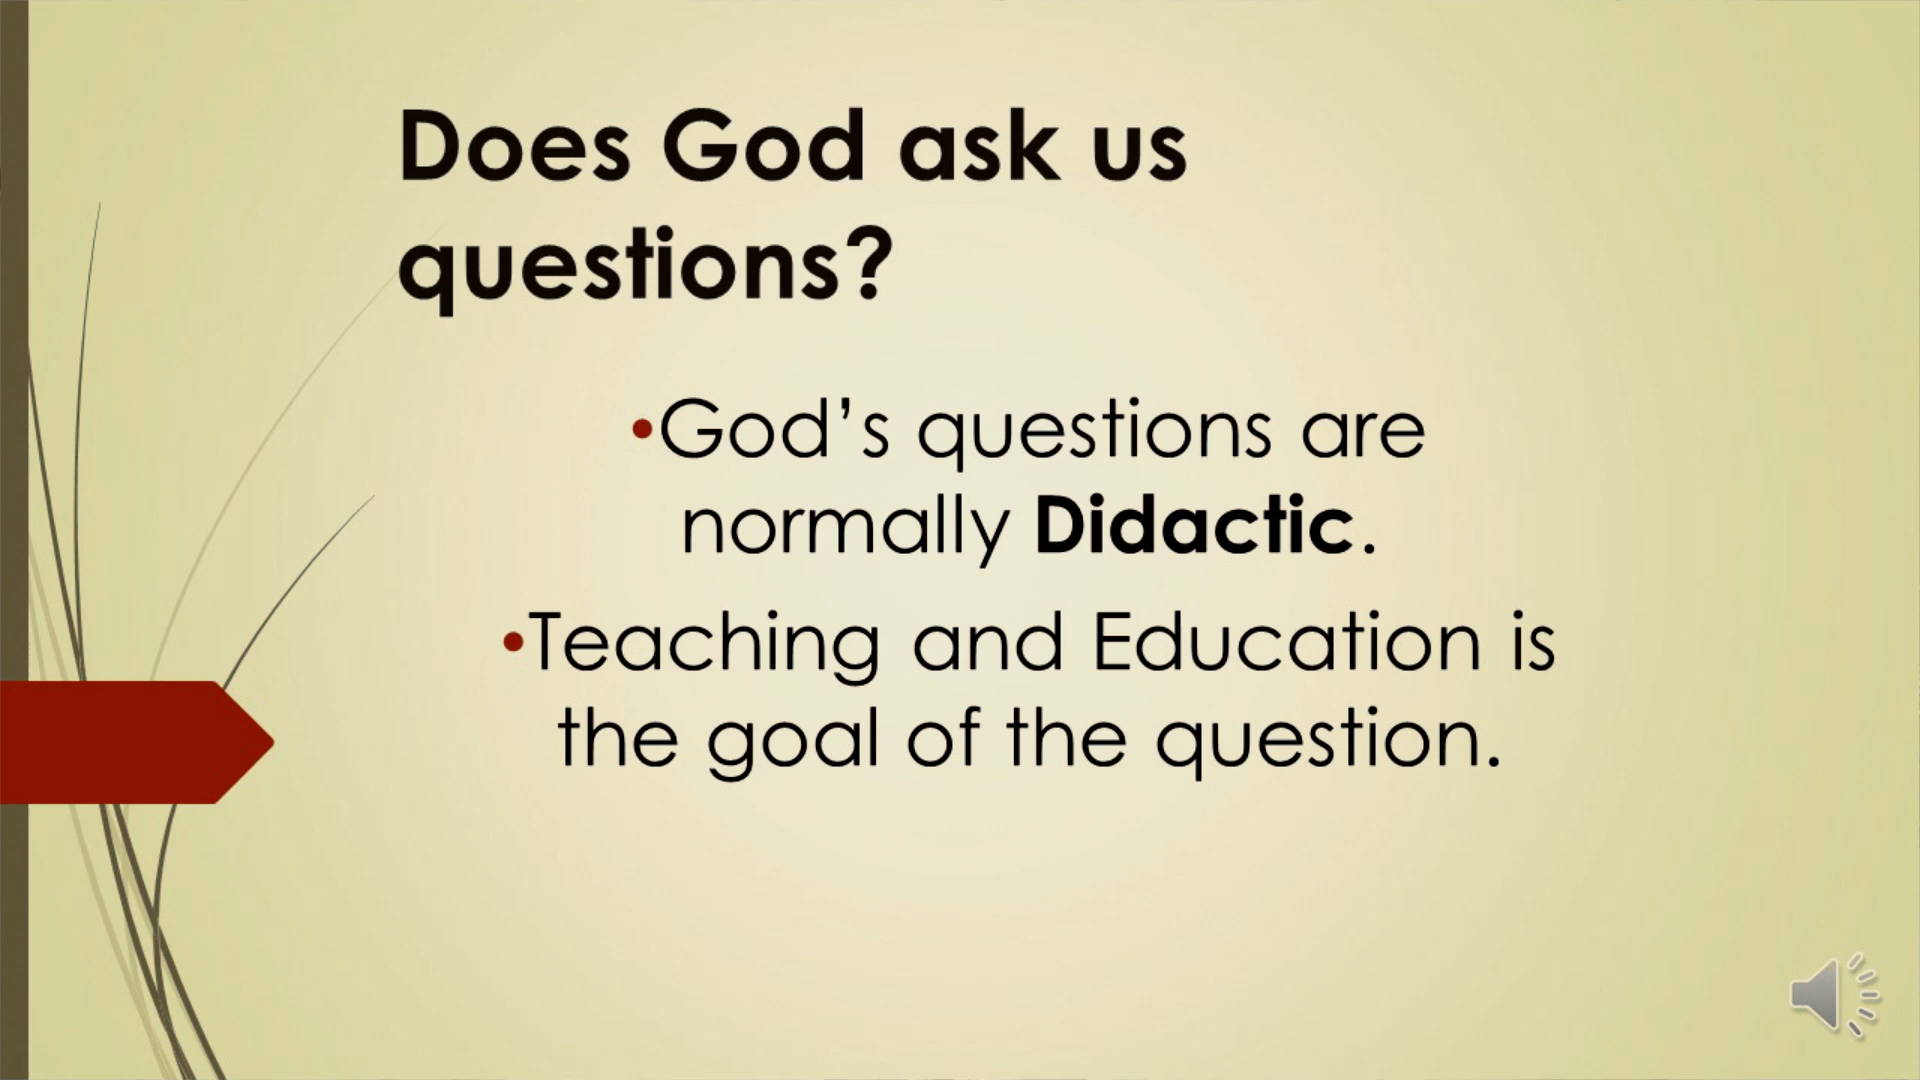 Does God ask us
questions?
•God’s questions are
normally Didactic.
•Teaching and Education is
the goal of the question.